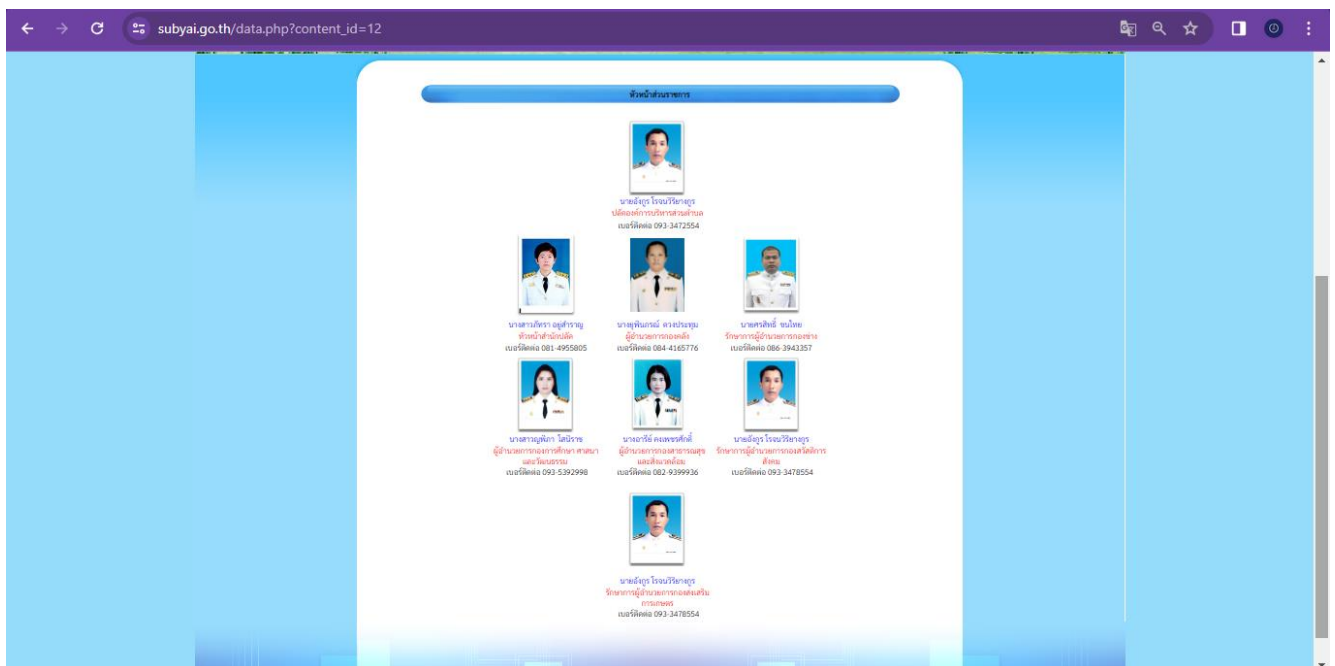 subyai.go.th/data.php?content_id=12
หัวหน้าส่วนราชการ
นายอังกูร โรจนวิริยางกูร
ปลัดองค์การบริหารส่วนตำบล
เบอร์ติดต่อ 093-3472554
นางสาวภัทรา อยู่สำราญ
หัวหน้าสำนักปลัด
เบอร์ติดต่อ 081-4955805
นางยุพินภรณ์ ดวงประทุม
ผู้อำนวยการกองคลัง
เบอร์ติดต่อ 084-4165776
นายศรสิทธิ์ ชนไทย
รักษาการผู้อำนวยการกองช่าง
เบอร์ติดต่อ 086-3943357
นางสาวญพิภา โสนิราช
ผู้อำนวยการกองการศึกษา ศาสนา
และวัฒนธรรม
เบอร์ติดต่อ 093-5392998
นางอารีย์ คงเพชรศักดิ์
ผู้อำนวยการกองสาธารณสุข
และสิ่งแวดล้อม
เบอร์ติดต่อ 082-9399936
นายอังกูร โรจนวิริยางกูร
รักษาการผู้อำนวยการกองสวัสดิการ
สังคม
เบอร์ติดต่อ 093-3478554
นายอังกูร โรจนวิริยางกูร
รักษาการผู้อำนวยการกองส่งเสริม
การเกษตร
เบอร์ติดต่อ 093-3478554